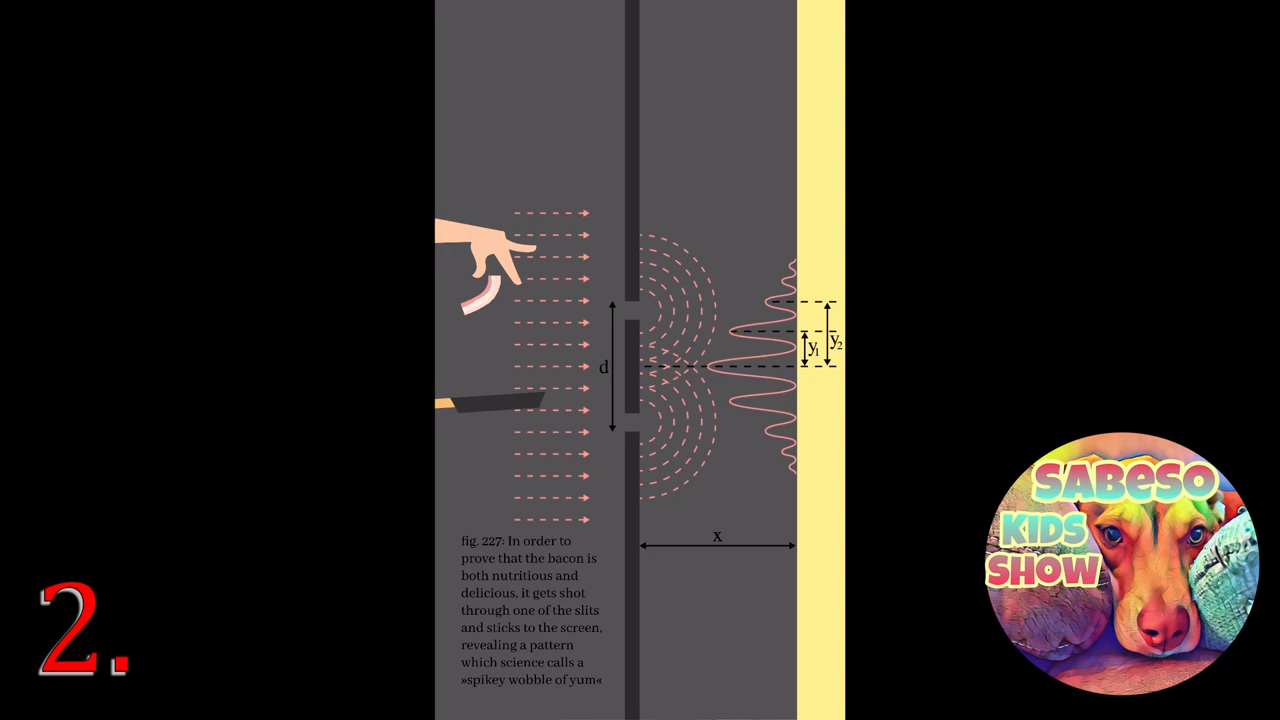 d
y₁
y₂
x
fig. 227: In order to
prove that the bacon is
both nutritious and
delicious, it gets shot
through one of the slits
and sticks to the screen,
revealing a pattern
which science calls a
»spikey wobble of yum«
2.
SABeSO
KIDS
SHOW